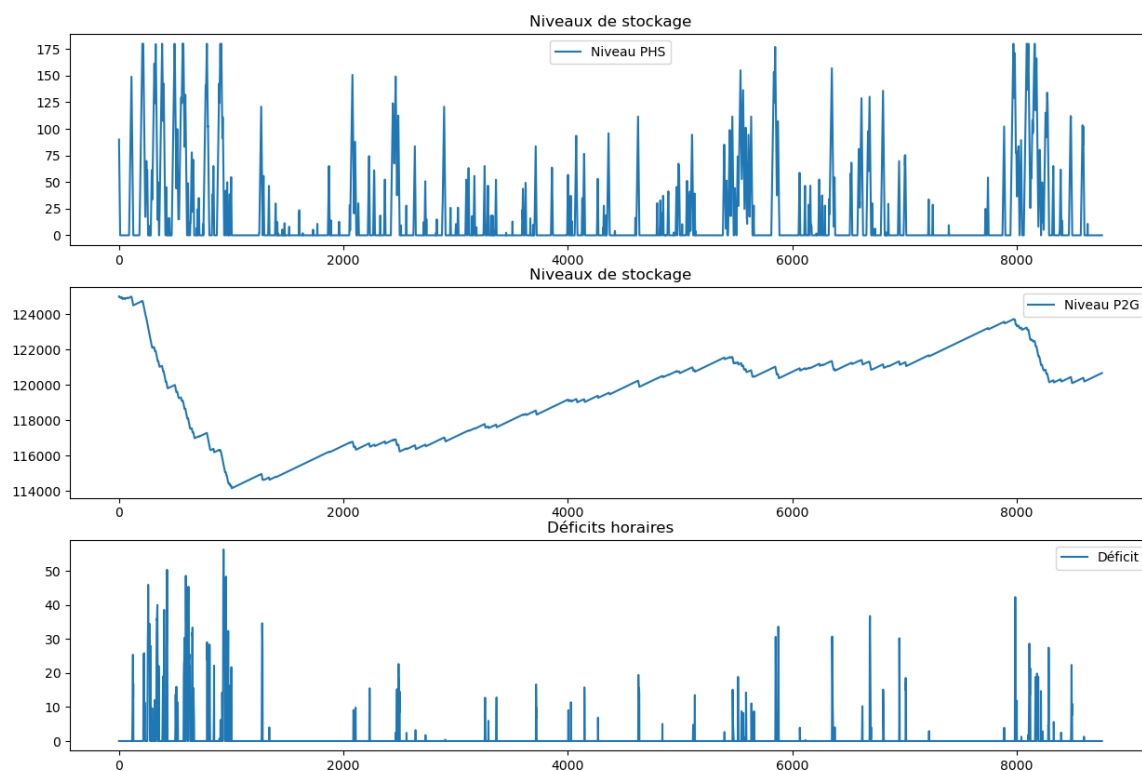 Niveaux de stockage
Niveau PHS
175
150
125
100
75
50
25
0
0 2000 4000 6000 8000
Niveaux de stockage
Niveau P2G
124000
122000
120000
118000
116000
114000
0 2000 4000 6000 8000
Déficits horaires
Déficit
50
40
30
20
10
0
0 2000 4000 6000 8000